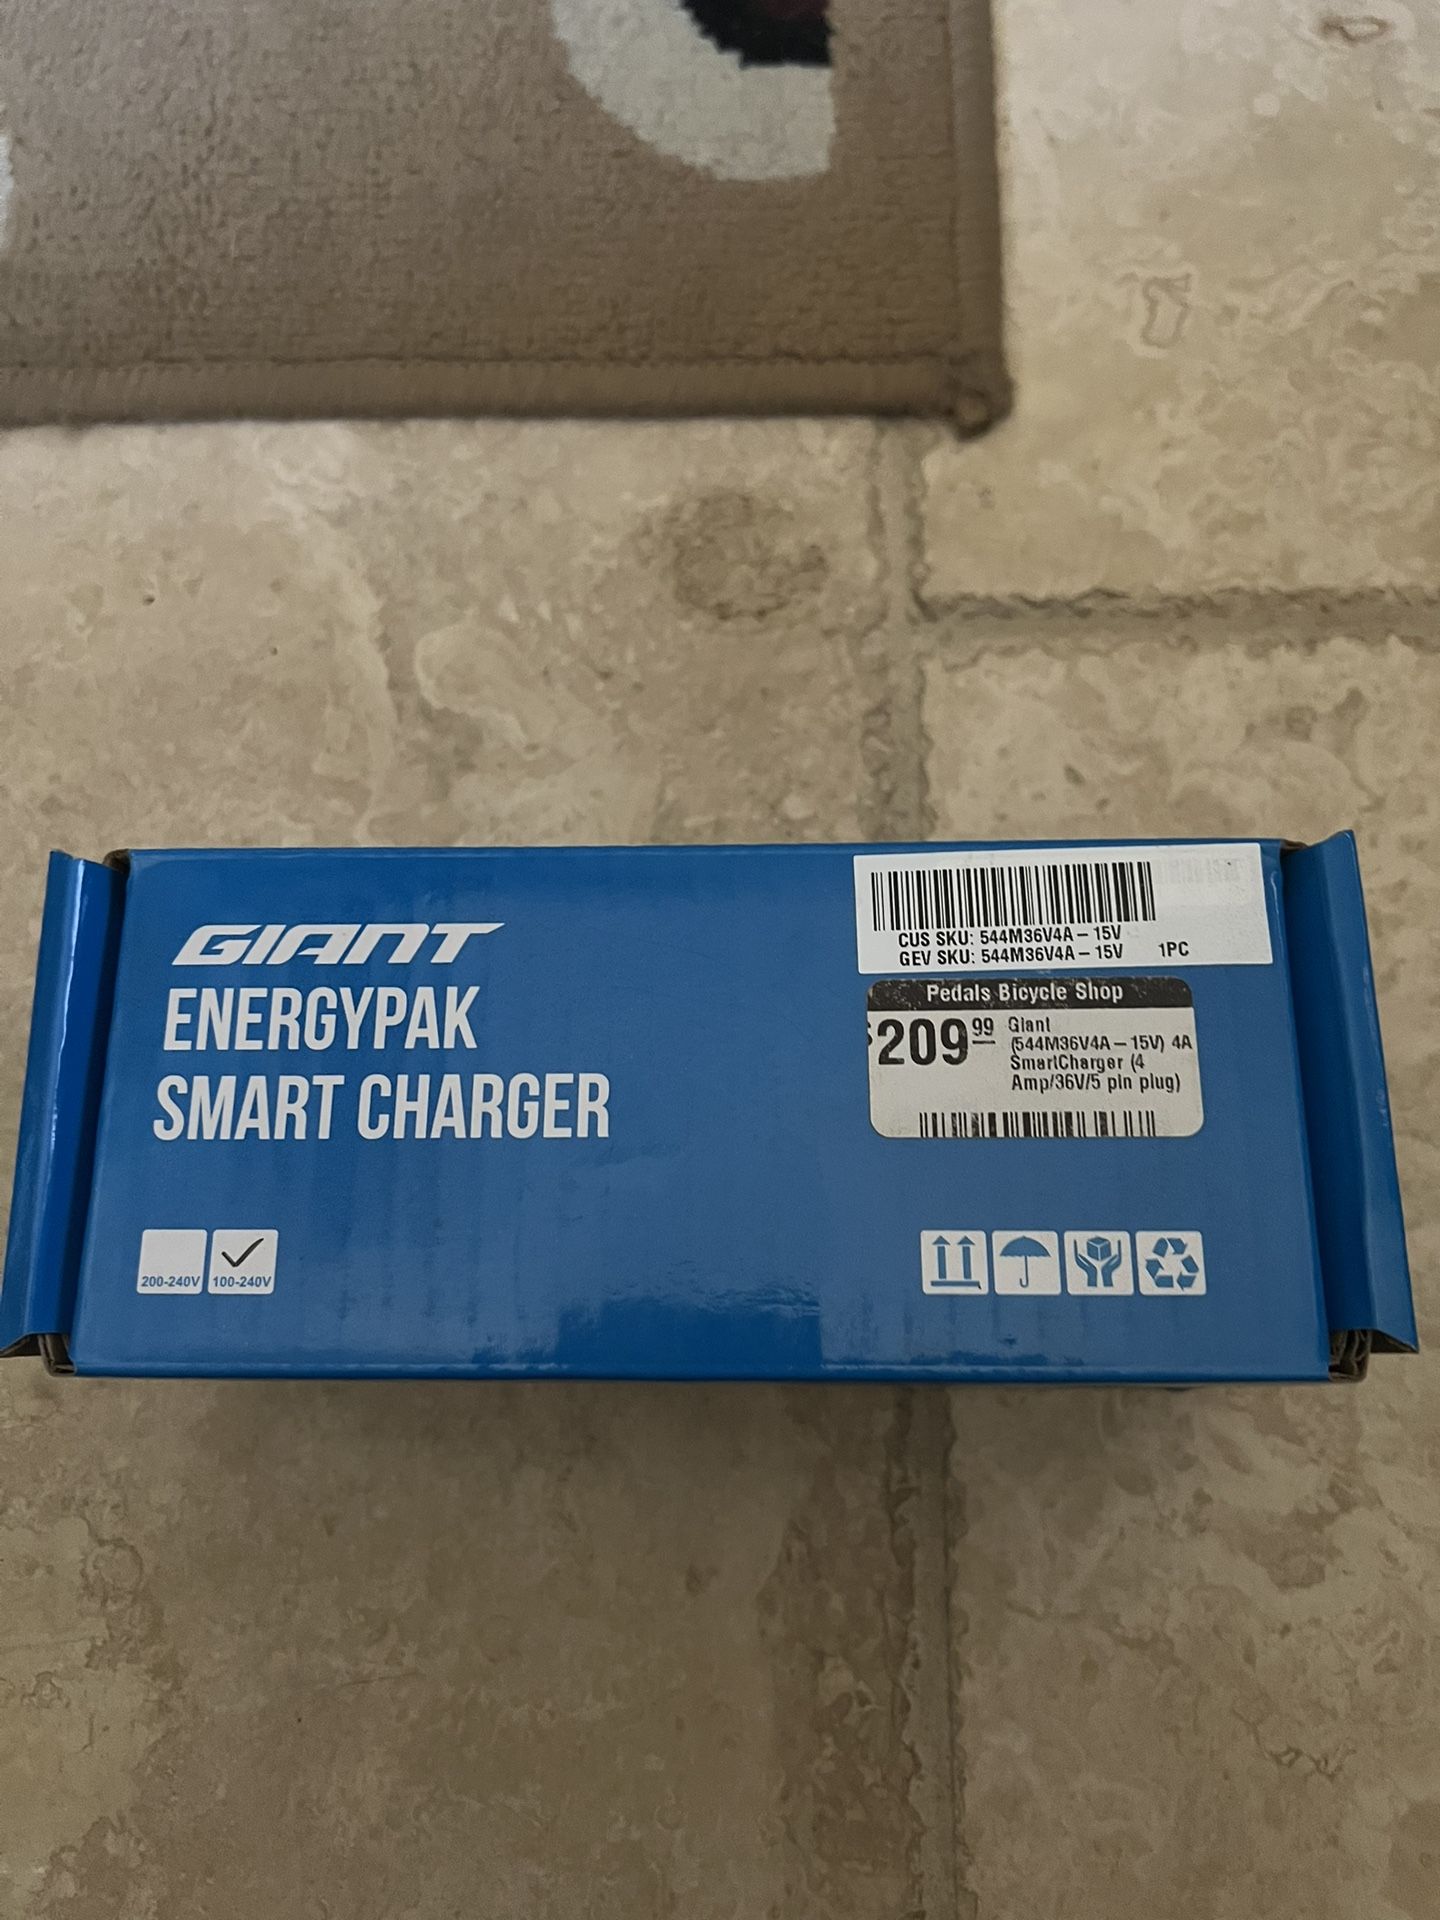 GIANT
ENERGYPAK
SMART CHARGER
200-240V 100-240V
CUS SKU: 544M36V4A-15V
GEV SKU: 544M36V4A-15V 1PC
Pedals Bicycle Shop
$209.99
Giant
(544M36V4A-15V) 4A
SmartCharger (4
Amp/36V/5 pin plug)